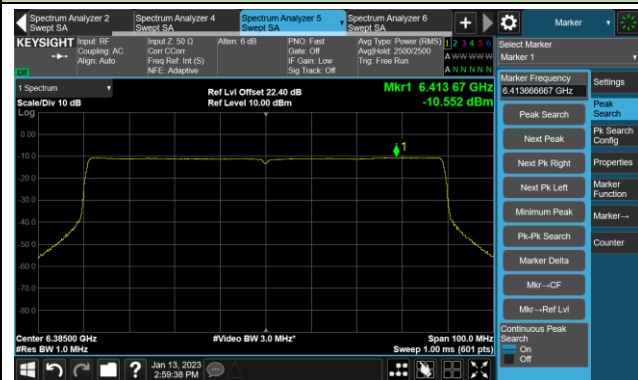 Spectrum Analyzer 2
Swept SA
Spectrum Analyzer 4
Swept SA
Spectrum Analyzer 5
Swept SA
Spectrum Analyzer 6
Swept SA
Marker
KEYSIGHT
Input: RF
Coupling: AC
Align: Auto
Input Z: 50 Ω
Corr CCorr
Freq Ref: Int (S)
NFE: Adaptive
Atten: 6 dB
PNO: Fast
Gate: Off
IF Gain: Low
Sig Track: Off
Avg Type: Power (RMS)
Avg|Hold: 2500/2500
Trig: Free Run
1 2 3 4 5 6
A W W W W W
A N N N N N
LXI
Select Marker
Marker 1
1 Spectrum
Scale/Div 10 dB
Log
Ref Lvl Offset 22.40 dB
Ref Level 10.00 dBm
Mkr1 6.413 67 GHz
-10.552 dBm
0.00
-10.0
-20.0
-30.0
-40.0
-50.0
-60.0
-70.0
-80.0
1
Center 6.38500 GHz
#Res BW 1.0 MHz
#Video BW 3.0 MHz*
Span 100.0 MHz
Sweep 1.00 ms (601 pts)
Marker Frequency
6.413666667 GHz
Peak Search
Next Peak
Next Pk Right
Next Pk Left
Minimum Peak
Pk-Pk Search
Marker Delta
Mkr→CF
Mkr→Ref Lvl
Continuous Peak
Search
On
Off
Settings
Peak
Search
Pk Search
Config
Properties
Marker
Function
Marker→
Counter
?
Jan 13, 2023
2:59:38 PM